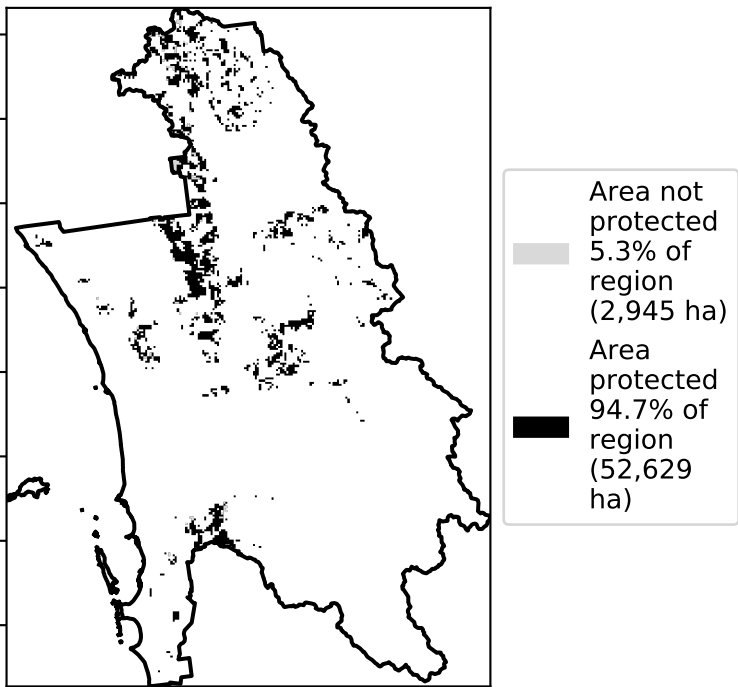 Area not
protected
5.3% of
region
(2,945 ha)
Area
protected
94.7% of
region
(52,629
ha)